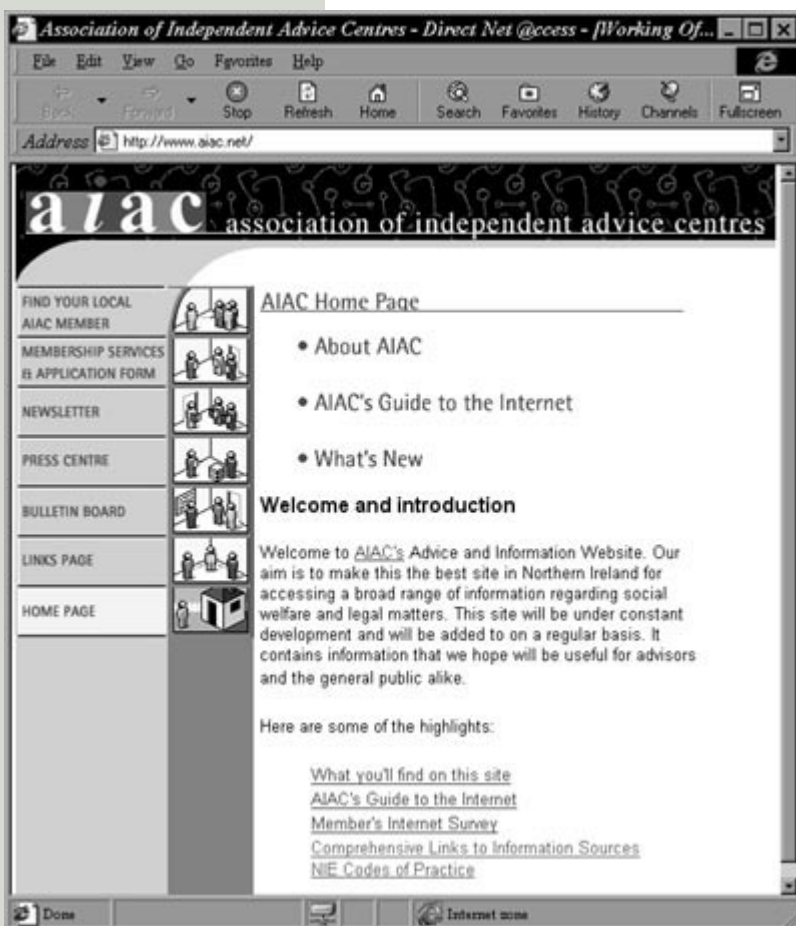 Association of Independent Advice Centres - Direct Net @ccess - [Working Of...
File Edit View Go Favorites Help
Back Forward Stop Refresh Home Search Favorites History Channels Fullscreen
Address http://www.aiac.net/
aiac association of independent advice centres
FIND YOUR LOCAL
AIAC MEMBER
MEMBERSHIP SERVICES
& APPLICATION FORM
NEWSLETTER
PRESS CENTRE
BULLETIN BOARD
LINKS PAGE
HOME PAGE
AIAC Home Page
• About AIAC
• AIAC's Guide to the Internet
• What's New
Welcome and introduction
Welcome to AIAC's Advice and Information Website. Our
aim is to make this the best site in Northern Ireland for
accessing a broad range of information regarding social
welfare and legal matters. This site will be under constant
development and will be added to on a regular basis. It
contains information that we hope will be useful for advisors
and the general public alike.
Here are some of the highlights:
What you'll find on this site
AIAC's Guide to the Internet
Member's Internet Survey
Comprehensive Links to Information Sources
NIE Codes of Practice
Done Internet zone